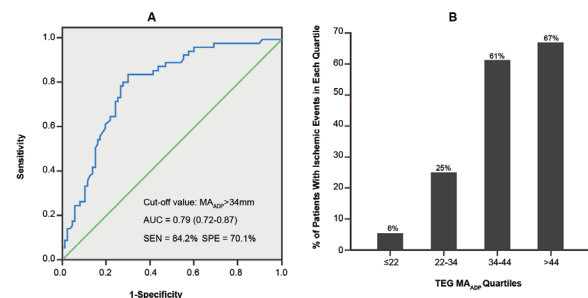 A
1.0
0.8
0.6
0.4
0.2
0.0
Sensitivity
Cut-off value: MA_ADP>34mm
AUC = 0.79 (0.72-0.87)
SEN = 84.2% SPE = 70.1%
0.0 0.2 0.4 0.6 0.8 1.0
1-Specificity
B
70
60
50
40
30
20
10
0
% of Patients With Ischemic Events in Each Quartile
6%
25%
61%
67%
≤22 22-34 34-44 >44
TEG MA_ADP Quartiles